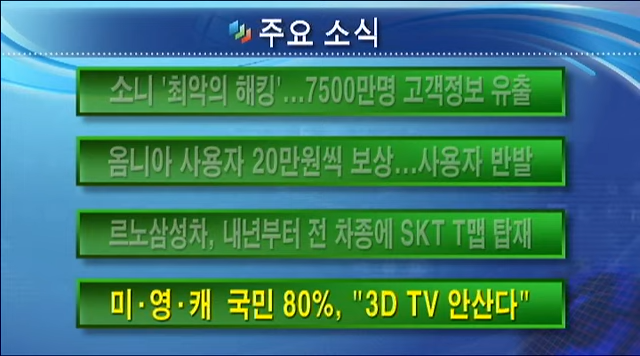 주요 소식
소니 '최악의 해킹'...7500만명 고객정보 유출
옴니아 사용자 20만원씩 보상...사용자 반발
르노삼성차, 내년부터 전 차종에 SKT T맵 탑재
미·영·캐 국민 80%, "3D TV 안산다"